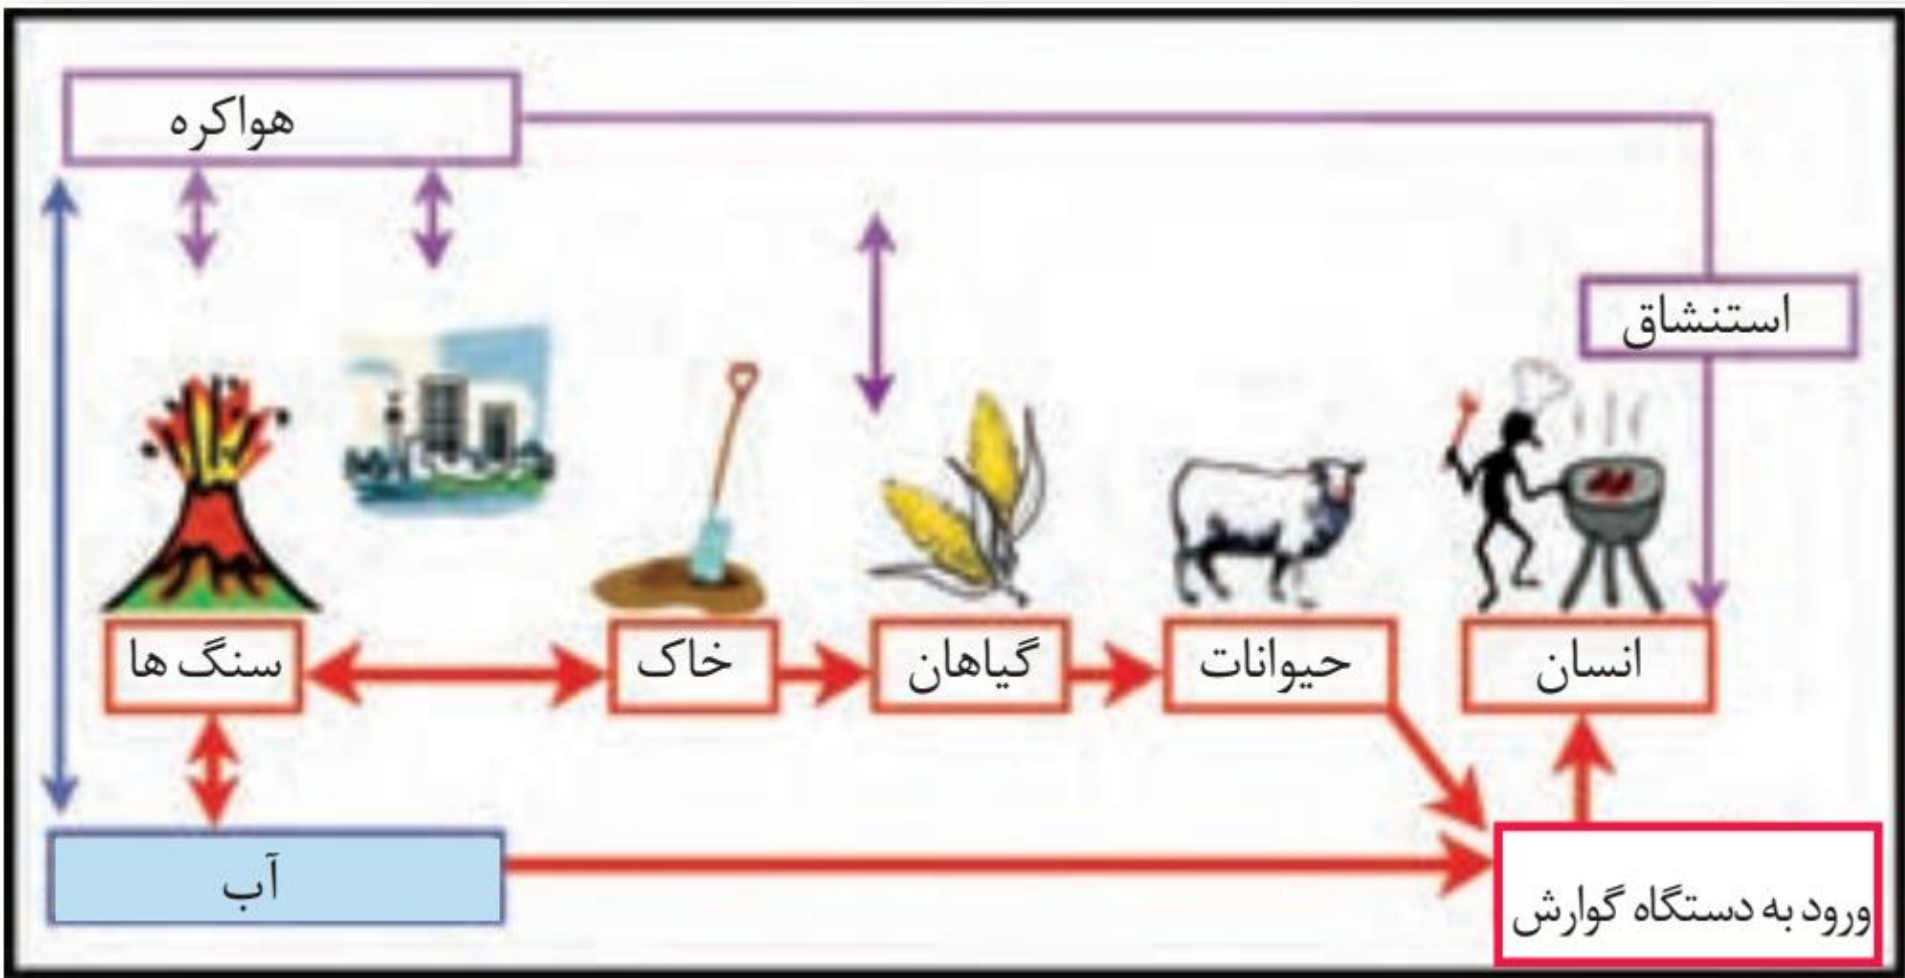 هواکره
استنشاق
انسان
حیوانات
گیاهان
خاک
سنگ ها
آب
ورود به دستگاه گوارش